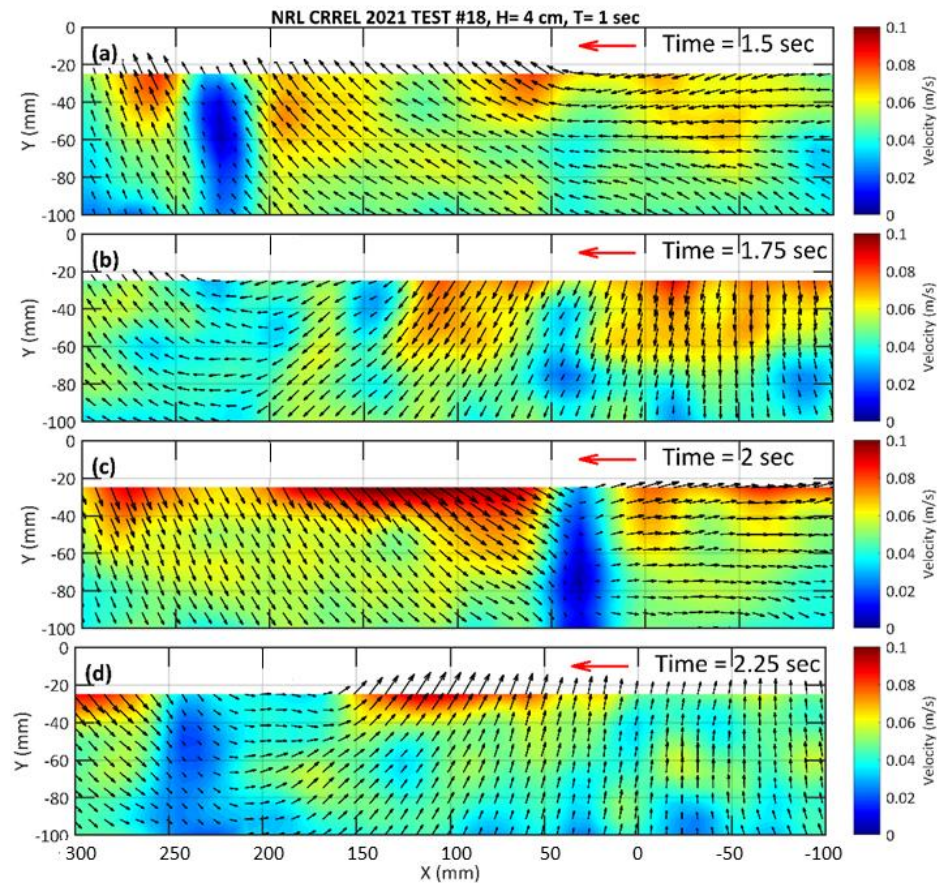 NRL CRREL 2021 TEST #18, H= 4 cm, T= 1 sec
(a)
Time = 1.5 sec
Y (mm)
0
-20
-40
-60
-80
-100
0.1
0.08
0.06
0.04
0.02
0
Velocity (m/s)
(b)
Time = 1.75 sec
Y (mm)
0
-20
-40
-60
-80
-100
0.1
0.08
0.06
0.04
0.02
0
Velocity (m/s)
(c)
Time = 2 sec
Y (mm)
0
-20
-40
-60
-80
-100
0.1
0.08
0.06
0.04
0.02
0
Velocity (m/s)
(d)
Time = 2.25 sec
Y (mm)
0
-20
-40
-60
-80
-100
0.1
0.08
0.06
0.04
0.02
0
Velocity (m/s)
300 250 200 150 100 50 0 -50 -100
X (mm)